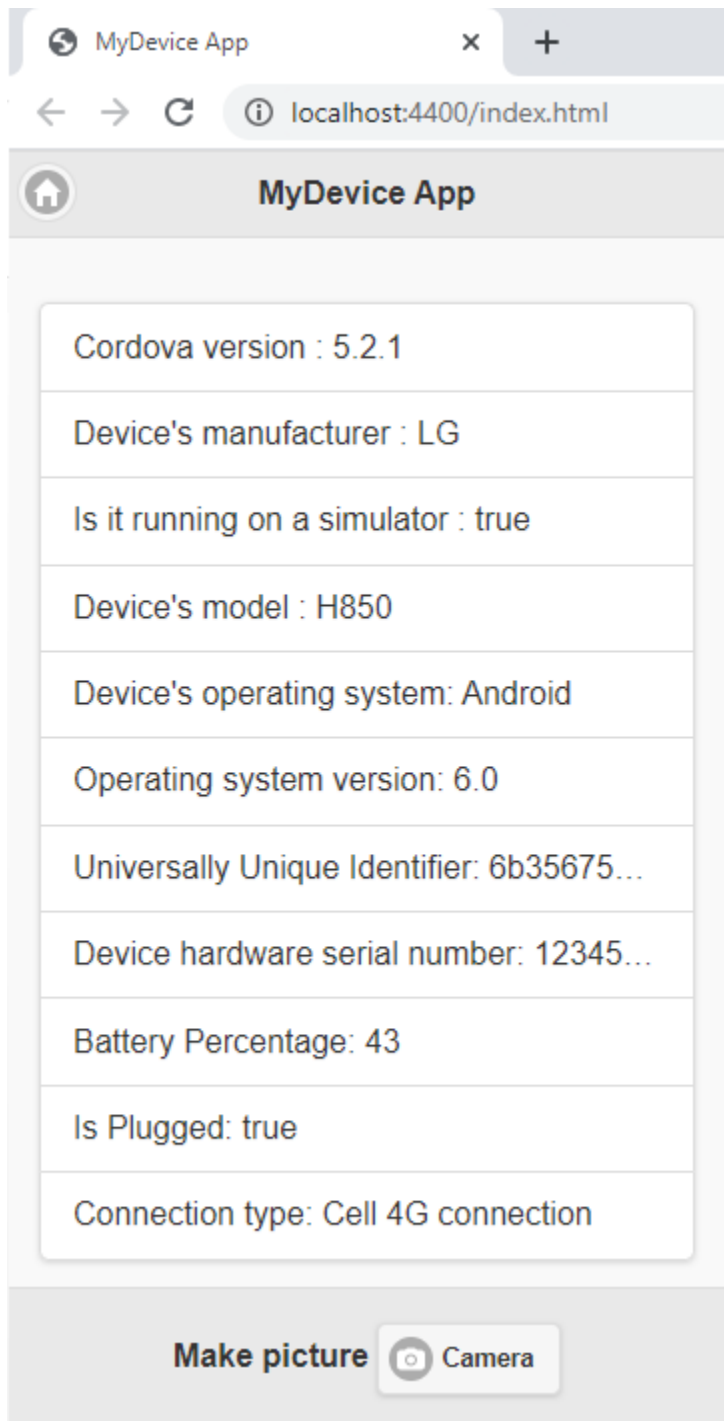 MyDevice App
localhost:4400/index.html
MyDevice App
Cordova version : 5.2.1
Device's manufacturer : LG
Is it running on a simulator : true
Device's model : H850
Device's operating system: Android
Operating system version: 6.0
Universally Unique Identifier: 6b35675...
Device hardware serial number: 12345...
Battery Percentage: 43
Is Plugged: true
Connection type: Cell 4G connection
Make picture Camera